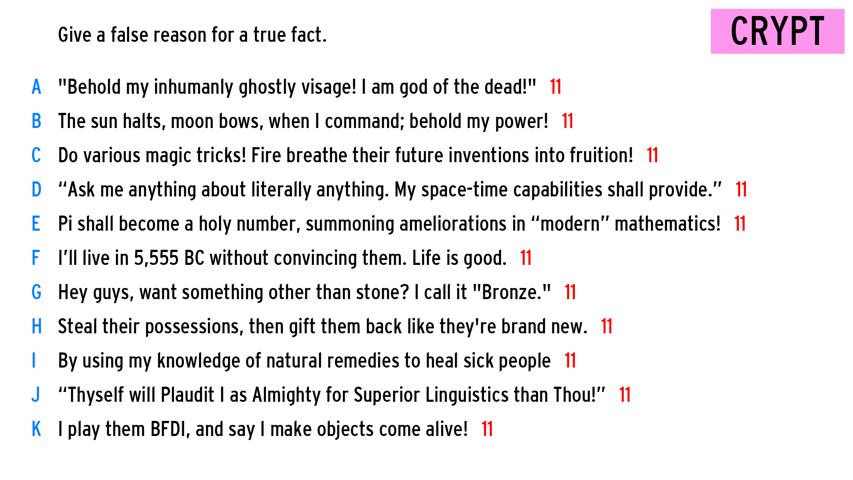 Give a false reason for a true fact.
CRYPT
A "Behold my inhumanly ghostly visage! I am god of the dead!" 11
B The sun halts, moon bows, when I command; behold my power! 11
C Do various magic tricks! Fire breathe their future inventions into fruition! 11
D “Ask me anything about literally anything. My space-time capabilities shall provide.” 11
E Pi shall become a holy number, summoning ameliorations in “modern” mathematics! 11
F I’ll live in 5,555 BC without convincing them. Life is good. 11
G Hey guys, want something other than stone? I call it "Bronze." 11
H Steal their possessions, then gift them back like they're brand new. 11
I By using my knowledge of natural remedies to heal sick people 11
J “Thyself will Plaudit I as Almighty for Superior Linguistics than Thou!” 11
K I play them BFDI, and say I make objects come alive! 11